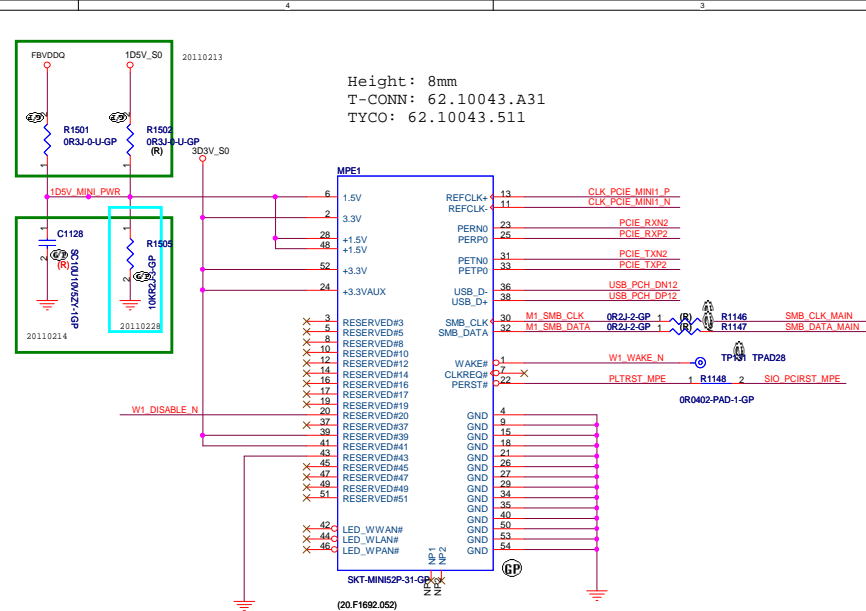 4 3
FBVDDQ 1D5V_S0 20110213
R1501 0R3J-0-U-GP
R1502 0R3J-0-U-GP (R)
3D3V_S0
1D5V_MINI_PWR
C1128 (R)
R1505 10KR2J-3-GP
20110214 20110228
Height: 8mm
T-CONN: 62.10043.A31
TYCO: 62.10043.511
MPE1
6 1.5V
2 3.3V
28 +1.5V
48 +1.5V
52 +3.3V
24 +3.3VAUX
3 RESERVED#3
5 RESERVED#5
8 RESERVED#8
10 RESERVED#10
12 RESERVED#12
14 RESERVED#14
16 RESERVED#16
17 RESERVED#17
19 RESERVED#19
W1_DISABLE_N 20 RESERVED#20
37 RESERVED#37
39 RESERVED#39
41 RESERVED#41
43 RESERVED#43
45 RESERVED#45
47 RESERVED#47
49 RESERVED#49
51 RESERVED#51
42 LED_WWAN#
44 LED_WLAN#
46 LED_WPAN#
REFCLK+ 13 CLK_PCIE_MINI1_P
REFCLK- 11 CLK_PCIE_MINI1_N
PERN0 23 PCIE_RXN2
PERP0 25 PCIE_RXP2
PETN0 31 PCIE_TXN2
PETP0 33 PCIE_TXP2
USB_D- 36 USB_PCH_DN12
USB_D+ 38 USB_PCH_DP12
SMB_CLK 30 M1_SMB_CLK 0R2J-2-GP 1 (R) R1146 SMB_CLK_MAIN
SMB_DATA 32 M1_SMB_DATA 0R2J-2-GP 1 (R) R1147 SMB_DATA_MAIN
WAKE# 1 W1_WAKE_N TP131 TPAD28
CLKREQ# 7
PERST# 22 PLTRST_MPE 1 R1148 2 SIO_PCIRST_MPE
0R0402-PAD-1-GP
GND 4
GND 9
GND 15
GND 18
GND 21
GND 26
GND 27
GND 29
GND 34
GND 35
GND 40
GND 50
GND 53
GND 54
NP1 NP2
GP
SKT-MINI52P-31-GP
(20.F1692.052)